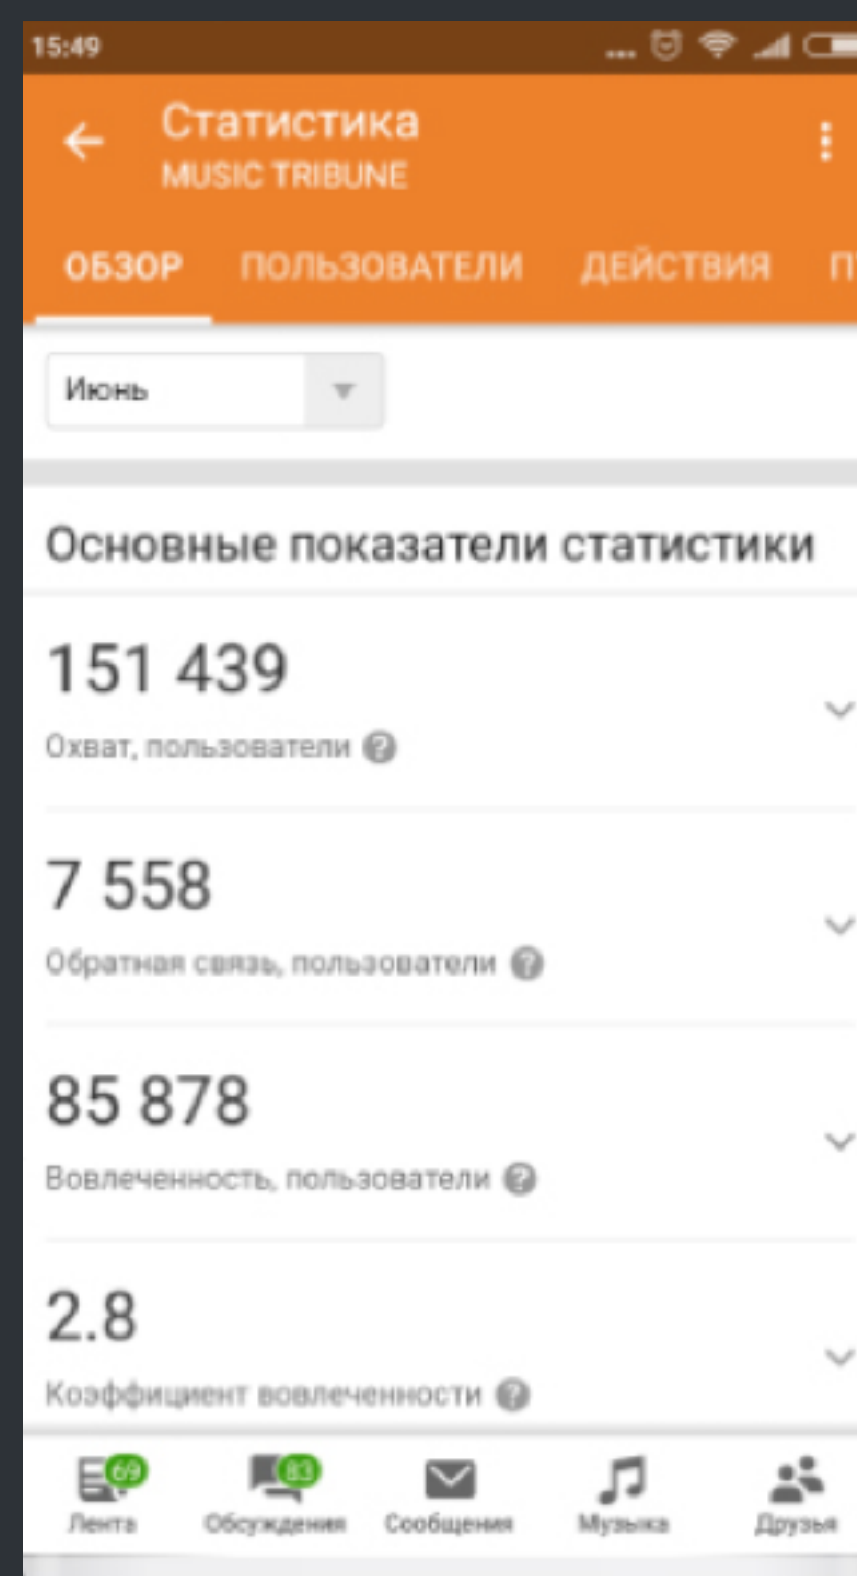 15:49
Статистика
MUSIC TRIBUNE
ОБЗОР ПОЛЬЗОВАТЕЛИ ДЕЙСТВИЯ
Июнь
Основные показатели статистики
151 439
Охват, пользователи
7 558
Обратная связь, пользователи
85 878
Вовлеченность, пользователи
2.8
Коэффициент вовлеченности
69 83
Лента Обсуждения Сообщения Музыка Друзья